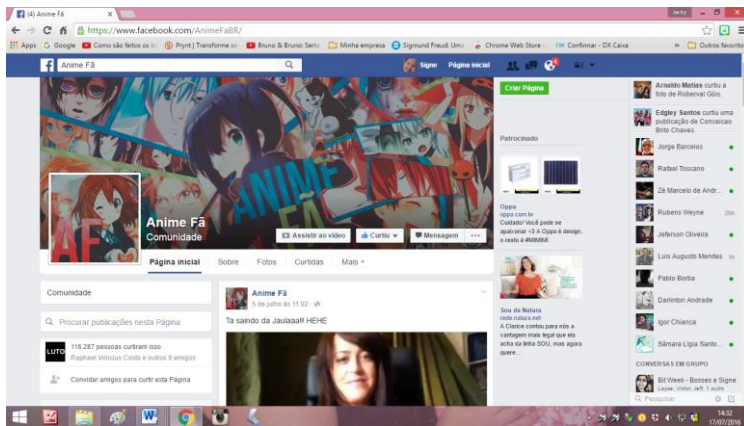 (4) Anime Fã
Jacky
https://www.facebook.com/AnimeFaBR/
Apps
Google
Como são feitos os
Prynt | Transforme
Bruno & Bruno: Serto
Minha empresa
Sigmund Freud: Uma
Chrome Web Store -
Confirmar - DX Caixa
Outros favoritos
Anime Fã
Signe
Página inicial
ANIME
FÃ
AF
Anime Fã
Comunidade
Assistir ao vídeo
Curtiu
Mensagem
Página inicial
Sobre
Fotos
Curtidas
Mais
Comunidade
Procurar publicações nesta Página
LUTO
116.287 pessoas curtiram isso
Raphael Vinicius Costa e outros 9 amigos
Convidar amigos para curtir esta Página
Anime Fã
5 de julho às 11:02
Ta saindo da Jaulaaa!! HEHE
Criar Página
Patrocinado
Oppa
oppa.com.br
Cuidado! Você pode se
apaixonar <3 A Oppa é design,
o resto é #MIMIMI
Sou da Natura
rede.natura.net
A Clarice contou para nós a
vantagem mais legal que ela
acha da linha SOU, mas agora
quere...
Arnaldo Matias curtiu a
foto de Roberval Góis.
Edgley Santos curtiu uma
publicação de Conceicao
Brito Chaves.
Jorge Barcelos
Rafael Toscano
Zé Marcelo de Andr...
Rubens Weyne
Jeferson Oliveira
Luis Augusto Mendes
Pablo Borba
Darlinton Andrade
Igor Chianca
Sâmara Lígia Santo...
CONVERSAS EM GRUPO
Bit Week - Bosses e Signe
Pesquisar
14:32
17/07/2016